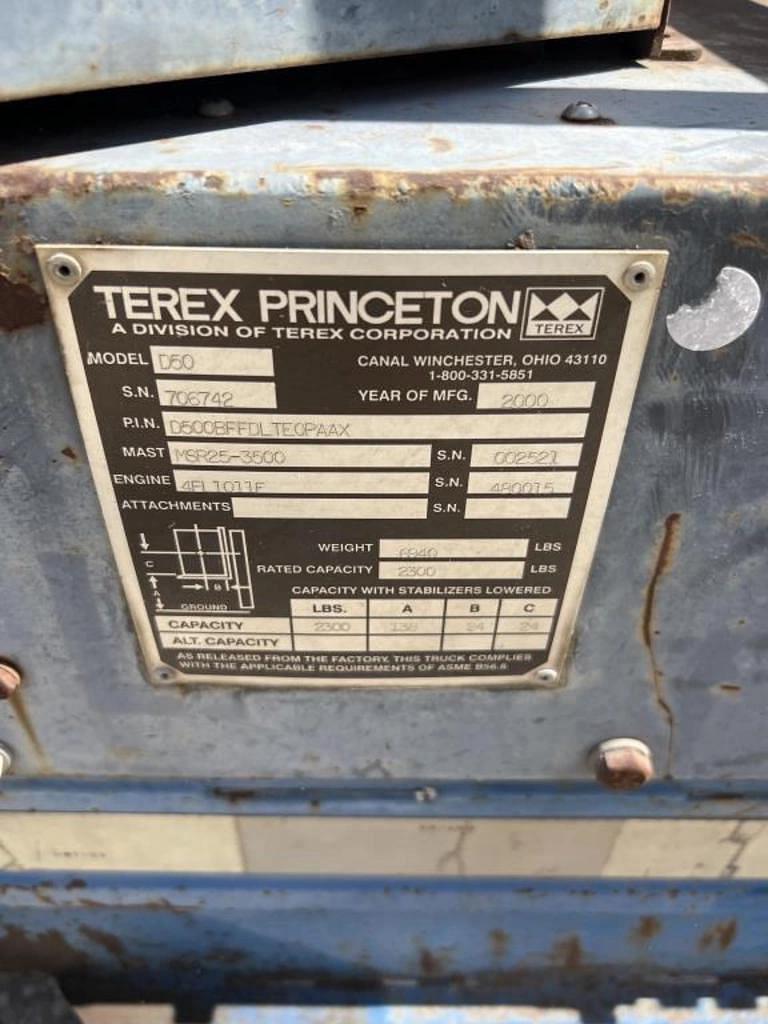 TEREX PRINCETON
TEREX
A DIVISION OF TEREX CORPORATION
MODEL D50
CANAL WINCHESTER, OHIO 43110
1-800-331-5851
S.N. 706742 YEAR OF MFG. 2000
P.I.N. D500BFFDLTE0PAAX
MAST MSR25-3500 S.N. 002521
ENGINE 4FL1011F S.N. 480015
ATTACHMENTS S.N.
C
A
B
GROUND
WEIGHT 6840 LBS
RATED CAPACITY 2300 LBS
CAPACITY WITH STABILIZERS LOWERED
LBS. A B C
CAPACITY 2300 138 24 24
ALT. CAPACITY
AS RELEASED FROM THE FACTORY, THIS TRUCK COMPLIES
WITH THE APPLICABLE REQUIREMENTS OF ASME B56.6